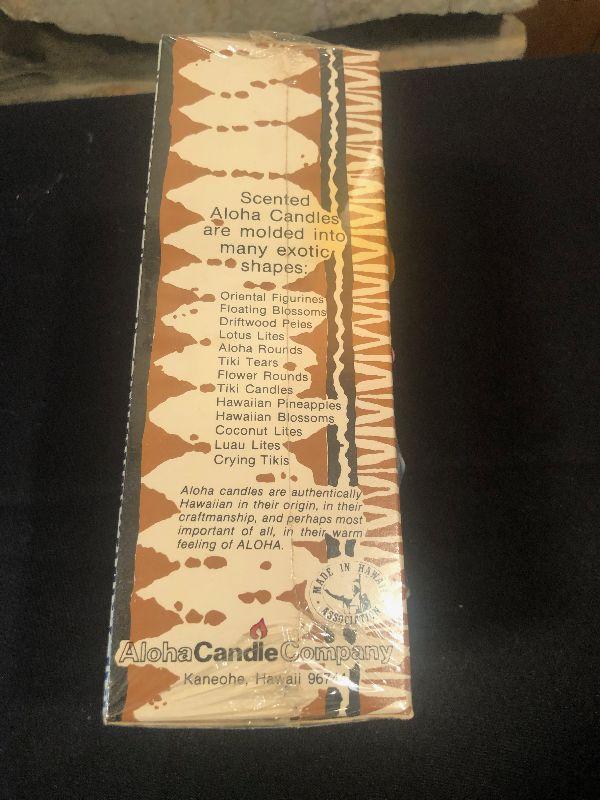 Scented
Aloha Candles
are molded into
many exotic
shapes:
Oriental Figurines
Floating Blossoms
Driftwood Peles
Lotus Lites
Aloha Rounds
Tiki Tears
Flower Rounds
Tiki Candles
Hawaiian Pineapples
Hawaiian Blossoms
Coconut Lites
Luau Lites
Crying Tikis
Aloha candles are authentically
Hawaiian in their origin, in their
craftmanship, and perhaps most
important of all, in their warm
feeling of ALOHA.
MADE IN HAWAII
ASSOCIATION
AlohaCandleCompany
Kaneohe, Hawaii 96744